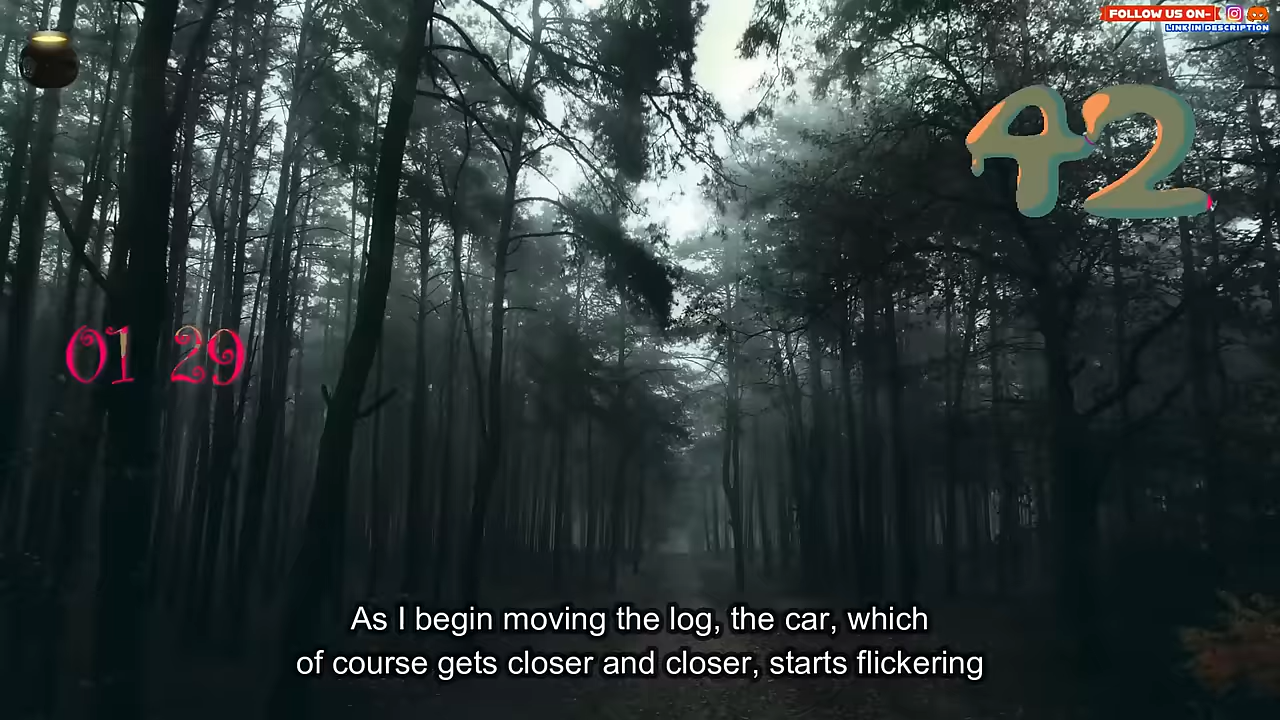 FOLLOW US ON-
LINK IN DESCRIPTION
42
01 29
As I begin moving the log, the car, which
of course gets closer and closer, starts flickering